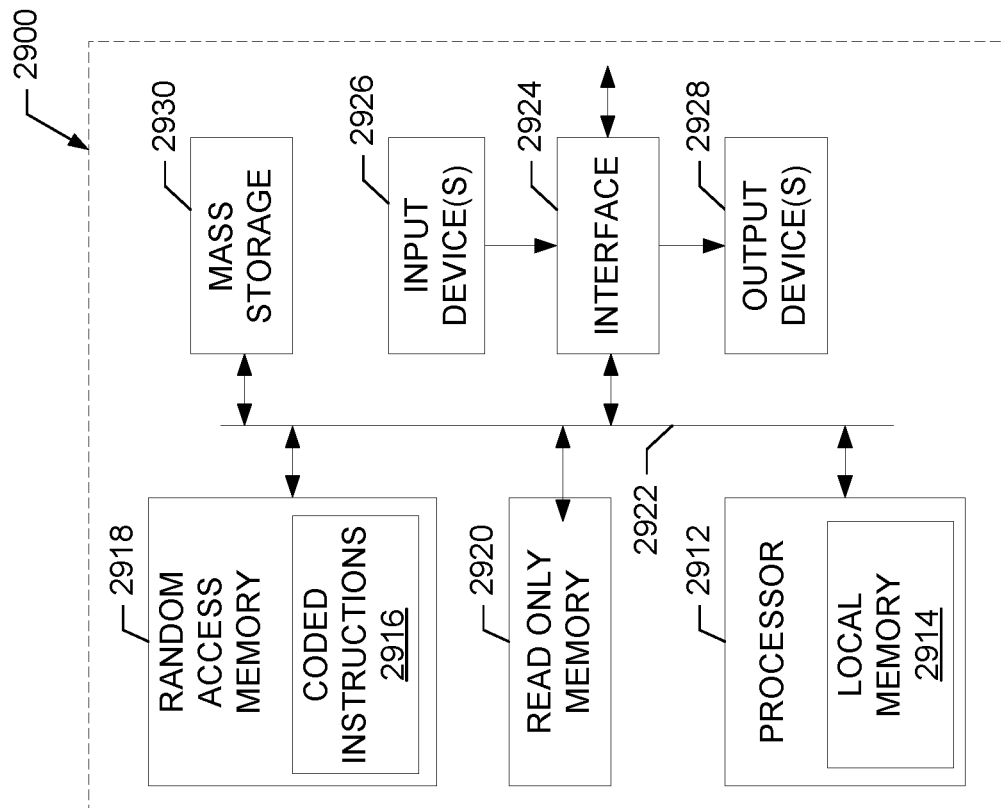 2900
2918
RANDOM
ACCESS
MEMORY
CODED
INSTRUCTIONS
2916
2930
MASS
STORAGE
2926
INPUT
DEVICE(S)
2920
READ ONLY
MEMORY
2924
INTERFACE
2922
2912
PROCESSOR
LOCAL
MEMORY
2914
2928
OUTPUT
DEVICE(S)